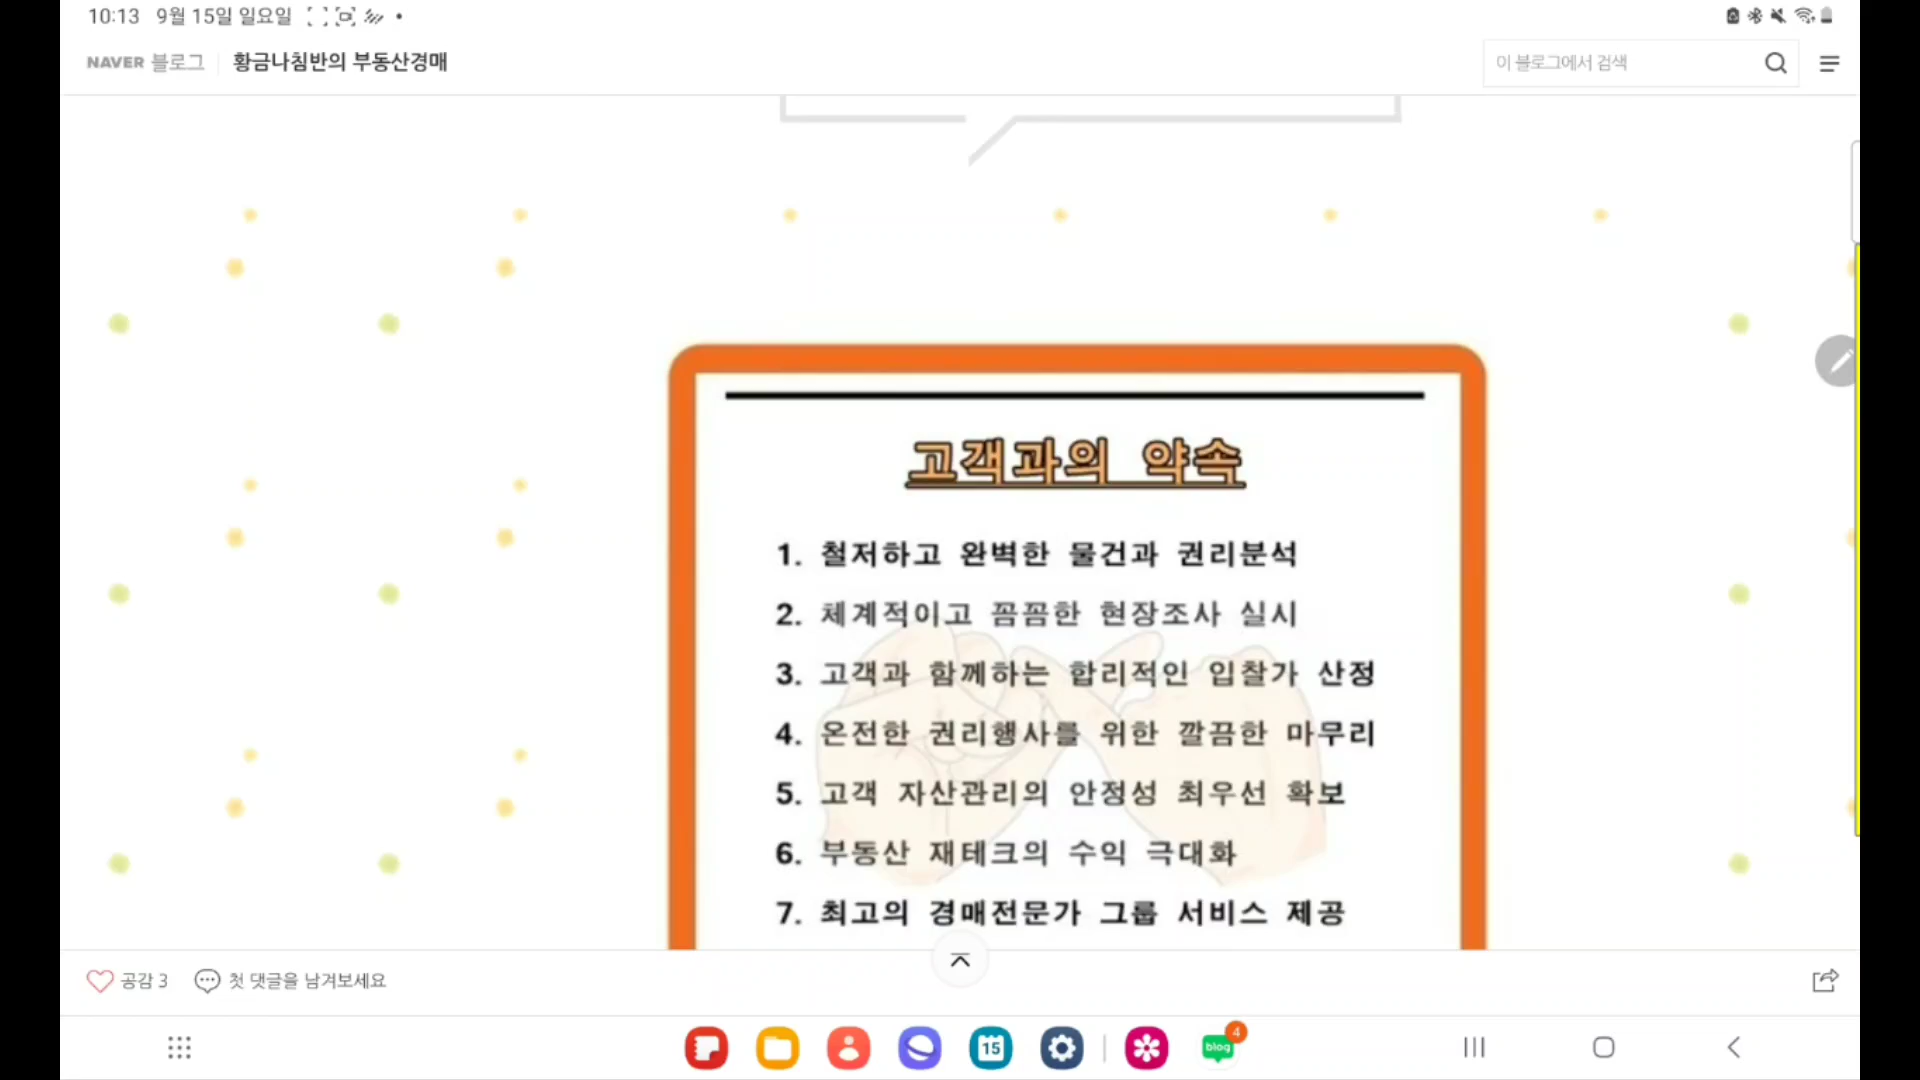 10:13 9월 15일 일요일
NAVER 블로그 황금나침반의 부동산경매
이 블로그에서 검색
고객과의 약속
1. 철저하고 완벽한 물건과 권리분석
2. 체계적이고 꼼꼼한 현장조사 실시
3. 고객과 함께하는 합리적인 입찰가 산정
4. 온전한 권리행사를 위한 깔끔한 마무리
5. 고객 자산관리의 안정성 최우선 확보
6. 부동산 재테크의 수익 극대화
7. 최고의 경매전문가 그룹 서비스 제공
공감 3 첫 댓글을 남겨보세요
15
blog
4